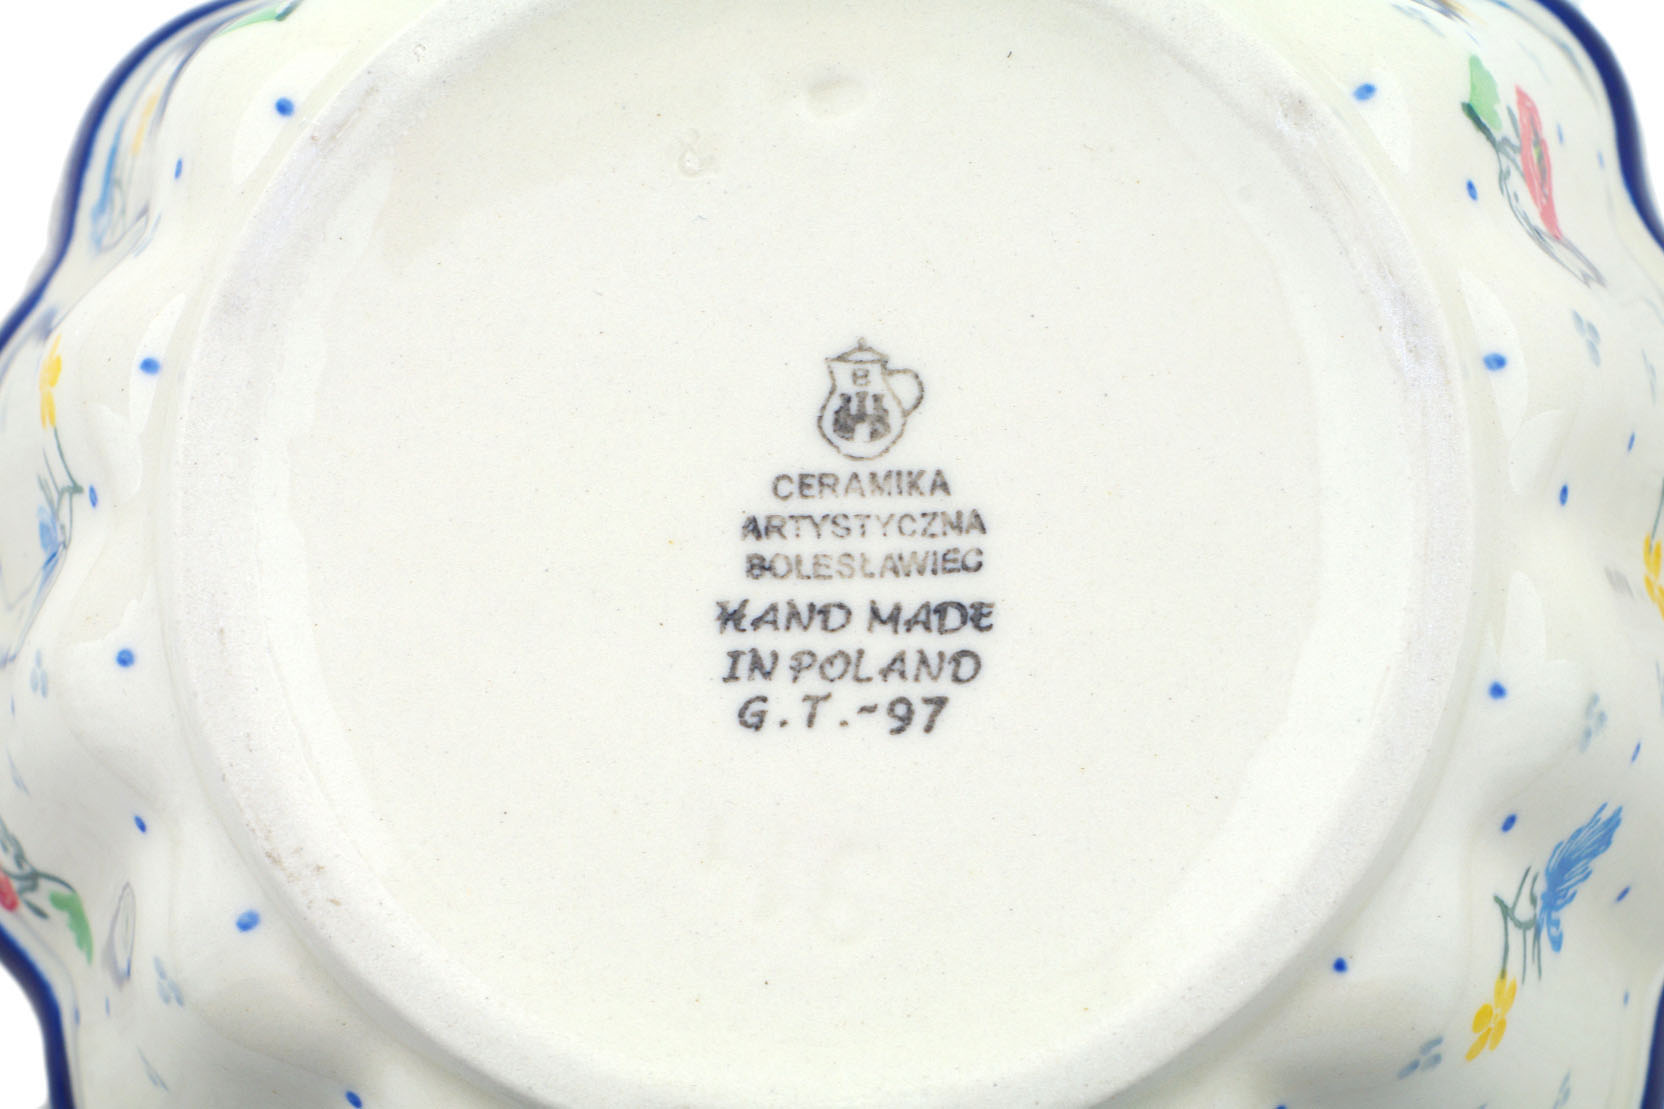 B
CERAMIKA
ARTYSTYCZNA
BOLESŁAWIEC
HAND MADE
IN POLAND
G.T.~97